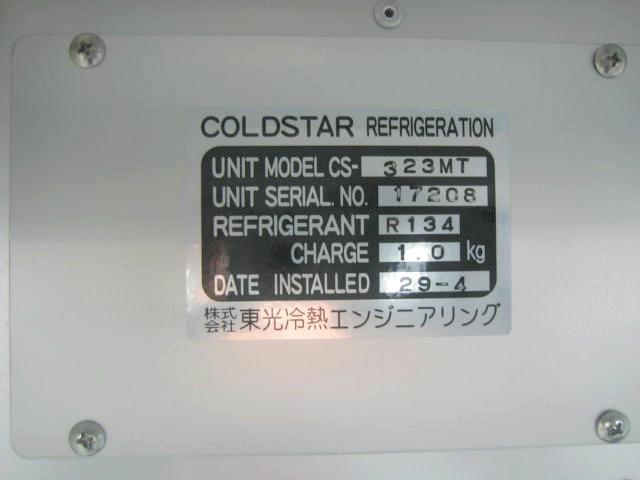 COLDSTAR REFRIGERATION
UNIT MODEL CS- 323MT
UNIT SERIAL. NO. 17208
REFRIGERANT R134
CHARGE 1.0 kg
DATE INSTALLED 29-4
株式会社 東光冷熱エンジニアリング